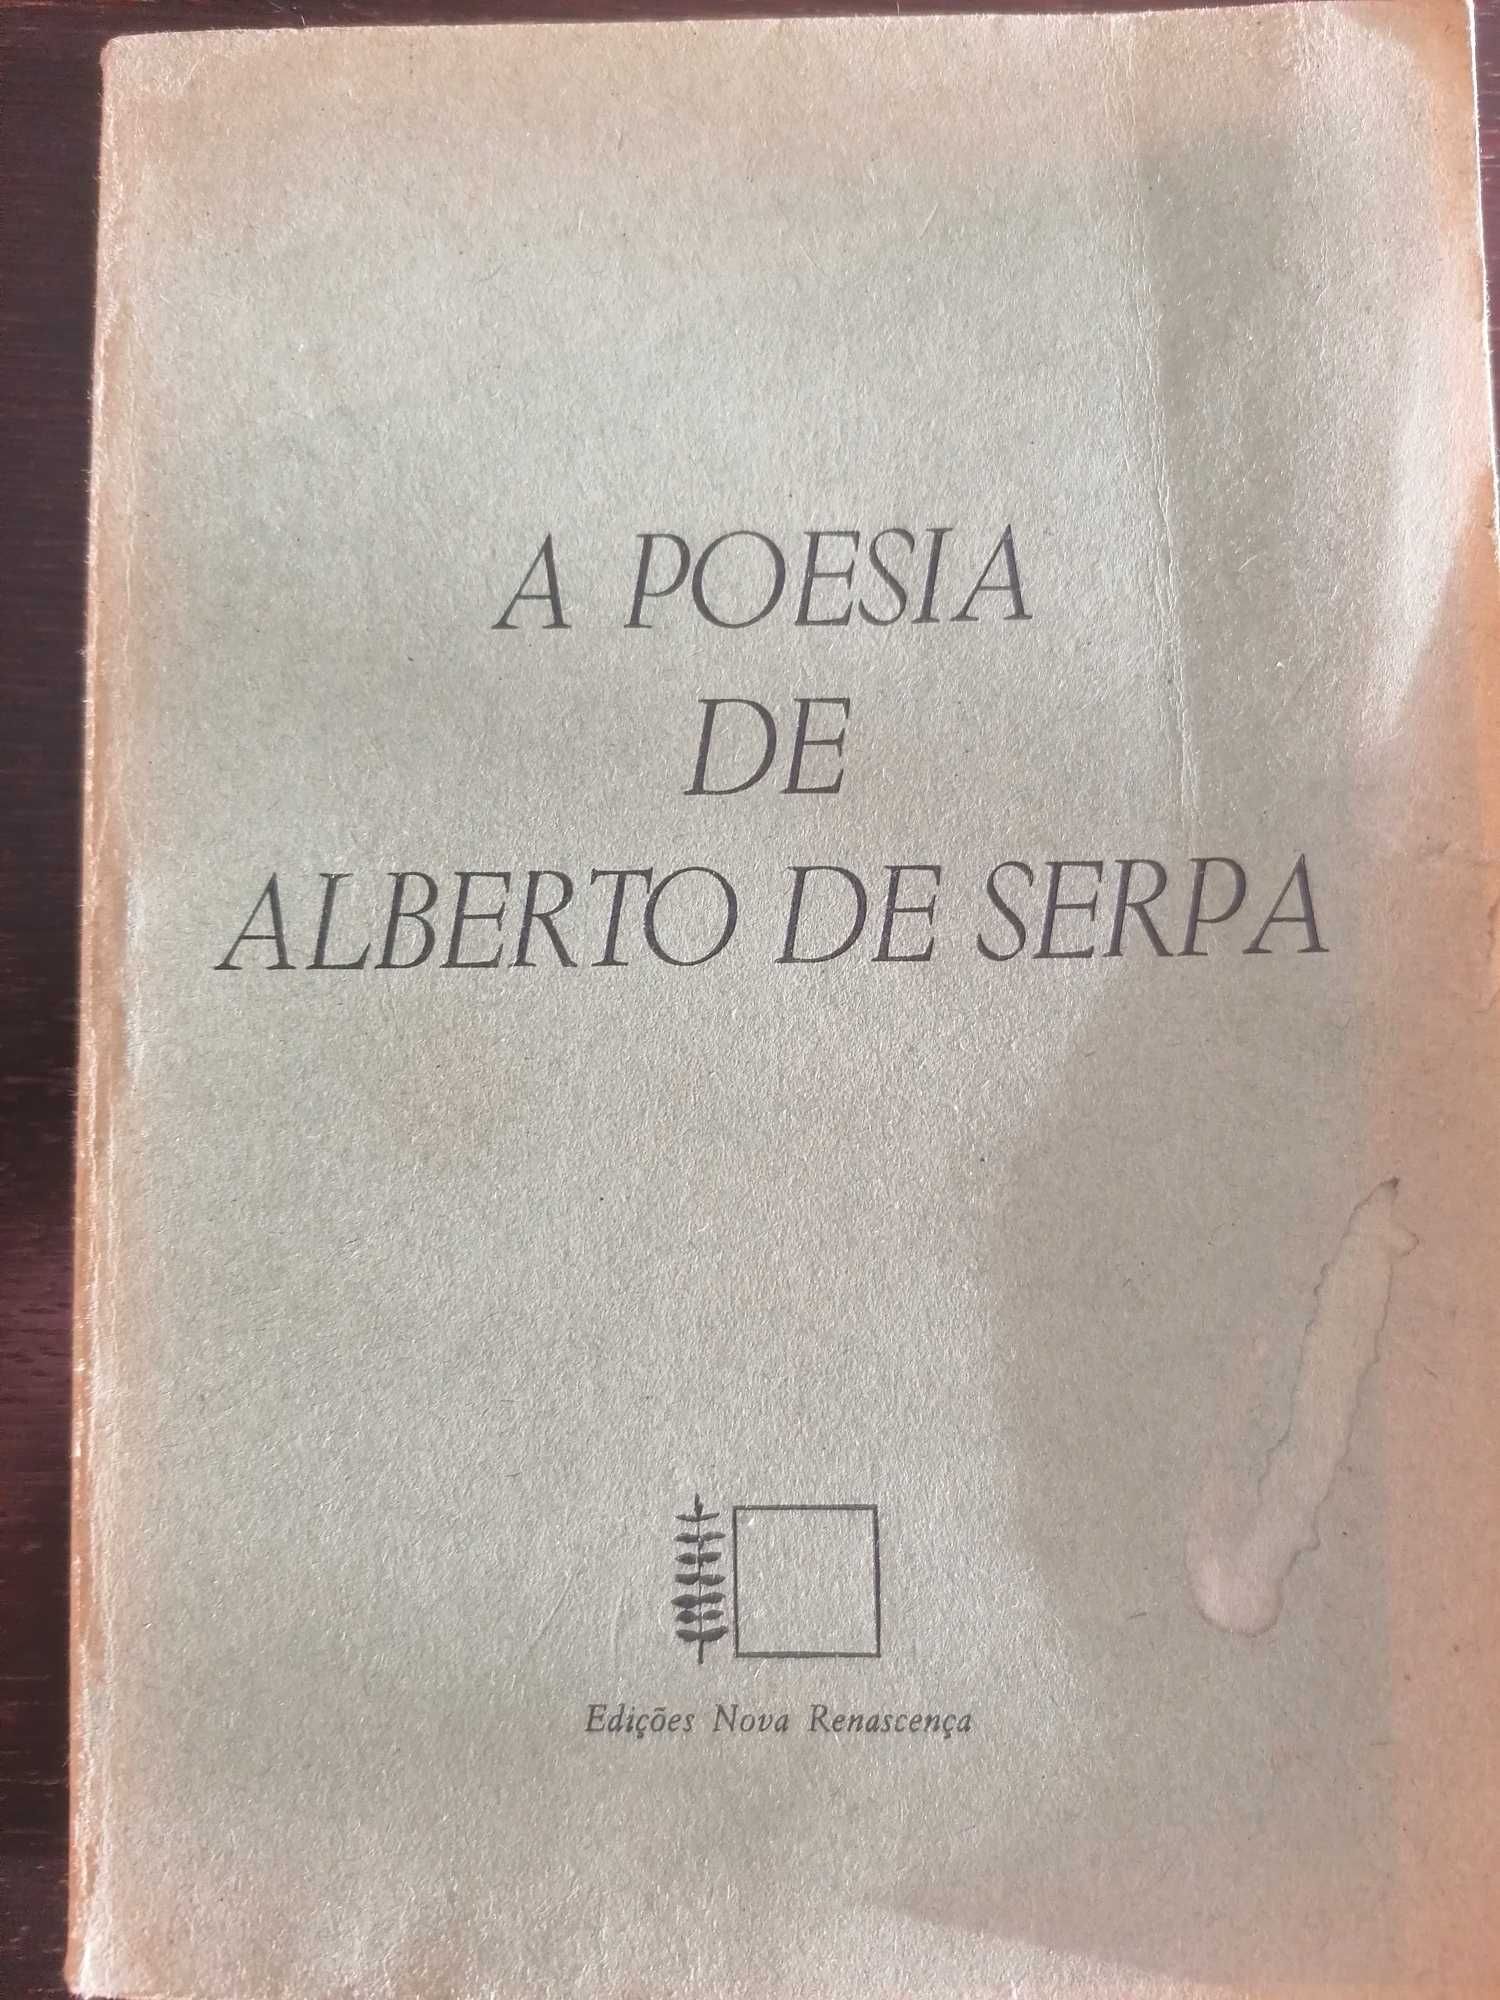 A POESIA
DE
ALBERTO DE SERPA
Edições Nova Renascença